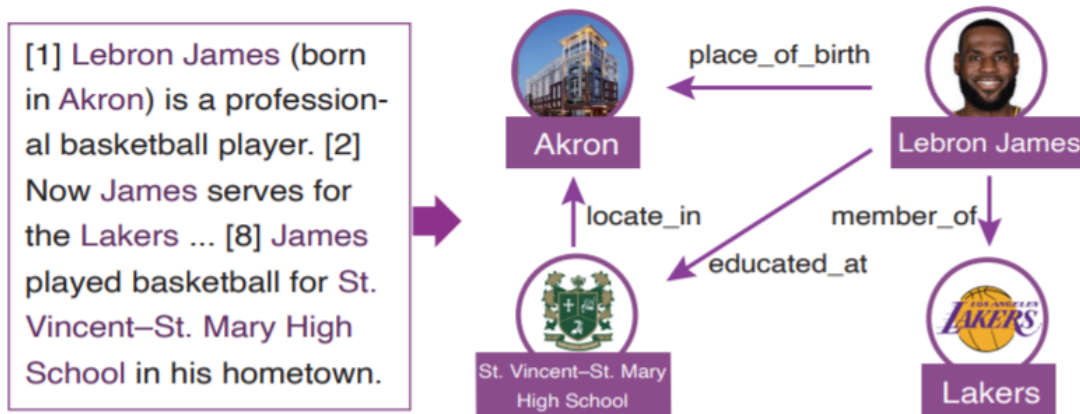 [1] Lebron James (born
in Akron) is a profession-
al basketball player. [2]
Now James serves for
the Lakers ... [8] James
played basketball for St.
Vincent–St. Mary High
School in his hometown.
place_of_birth
Akron
Lebron James
locate_in
member_of
educated_at
LOS ANGELES
LAKERS
St. Vincent–St. Mary
High School
Lakers